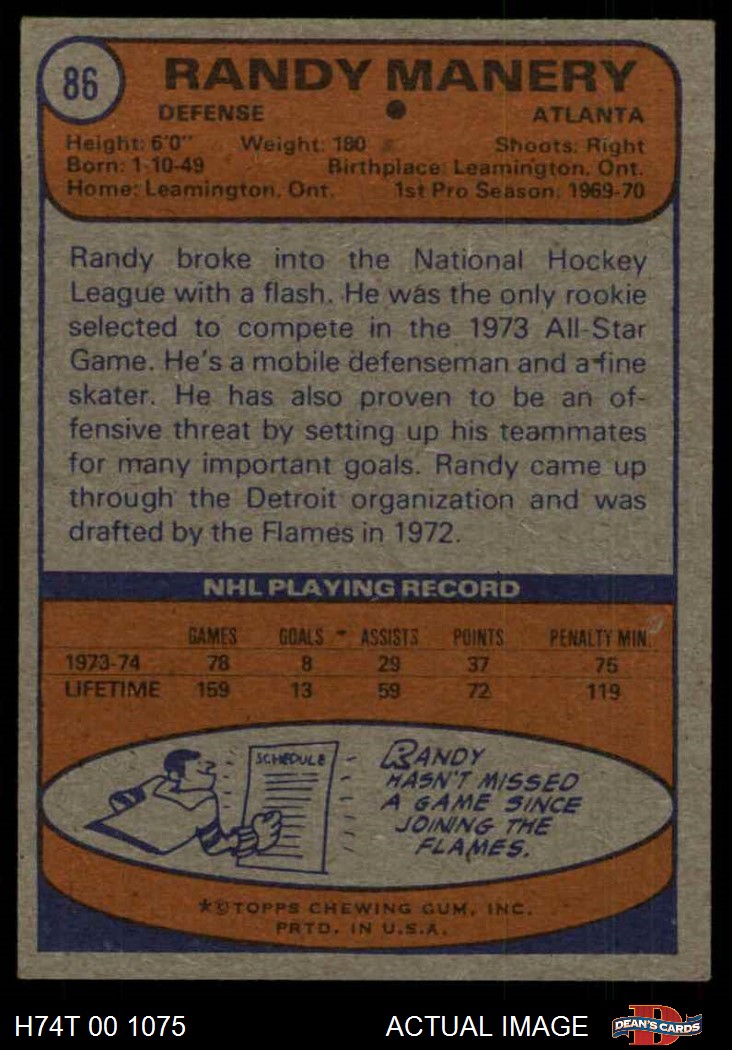 86
RANDY MANERY
DEFENSE ATLANTA
Height: 6'0" Weight: 180 Shoots: Right
Born: 1-10-49 Birthplace: Leamington, Ont.
Home: Leamington, Ont. 1st Pro Season: 1969-70
Randy broke into the National Hockey
League with a flash. He was the only rookie
selected to compete in the 1973 All-Star
Game. He's a mobile defenseman and a fine
skater. He has also proven to be an of-
fensive threat by setting up his teammates
for many important goals. Randy came up
through the Detroit organization and was
drafted by the Flames in 1972.
NHL PLAYING RECORD
GAMES GOALS ASSISTS POINTS PENALTY MIN.
1973-74 78 8 29 37 75
LIFETIME 159 13 59 72 119
SCHEDULE
RANDY
HASN'T MISSED
A GAME SINCE
JOINING THE
FLAMES.
*©TOPPS CHEWING GUM, INC.
PRTD. IN U.S.A.
H74T 00 1075 ACTUAL IMAGE D DEAN'S CARDS